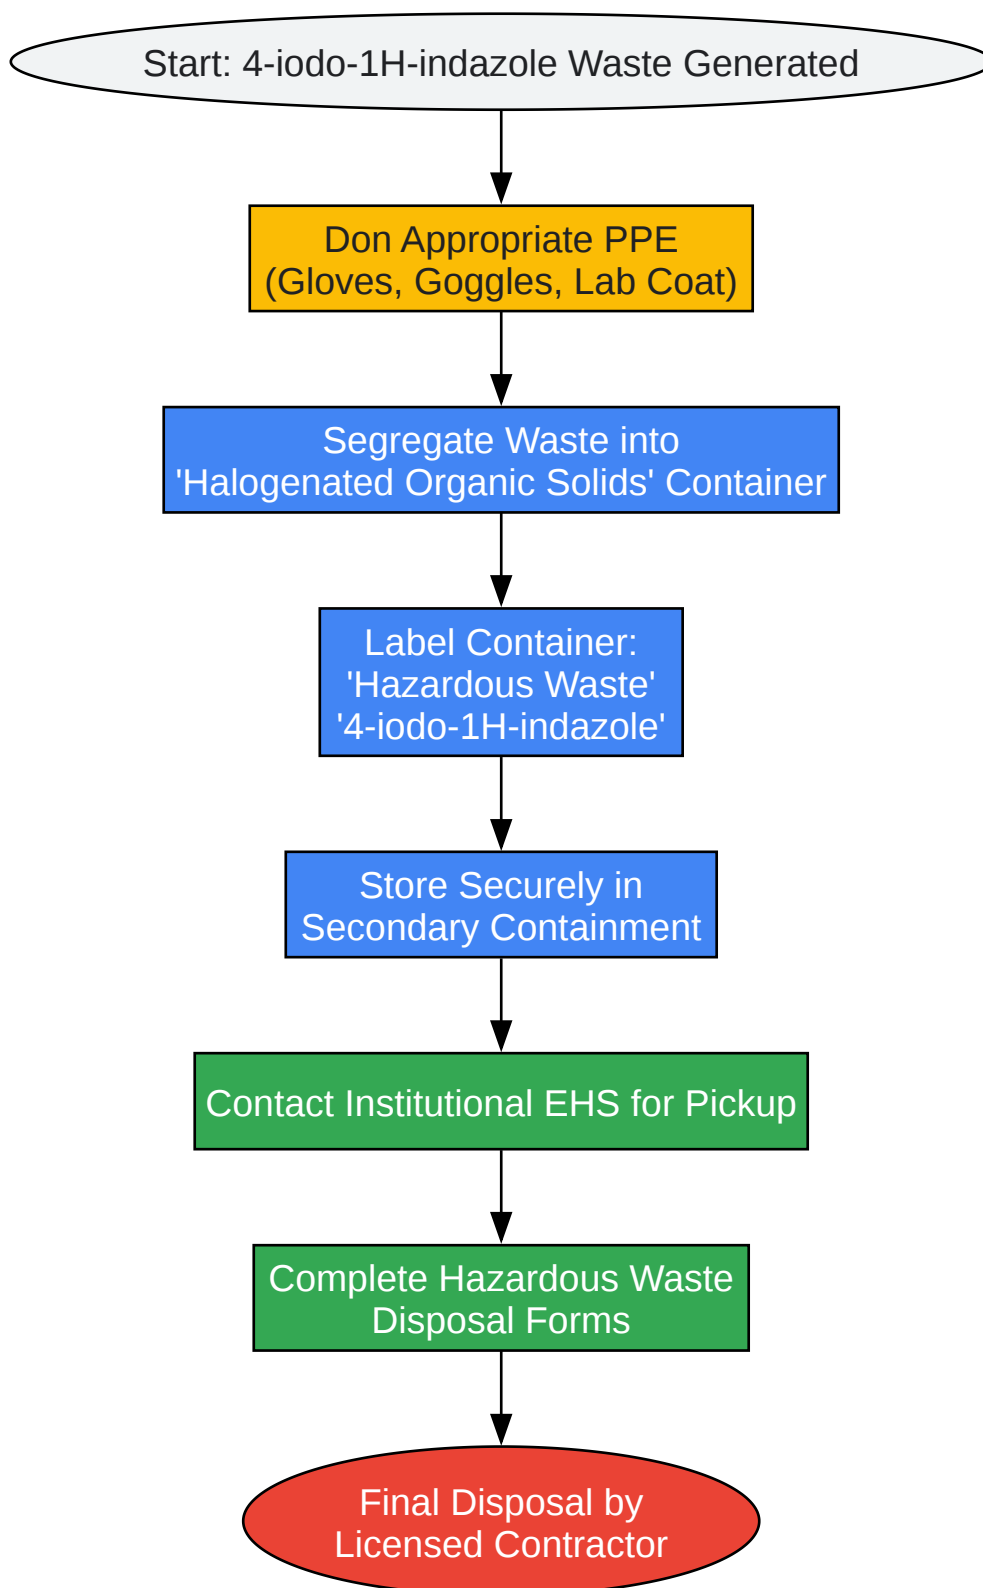 Start: 4-iodo-1H-indazole Waste Generated
Don Appropriate PPE
(Gloves, Goggles, Lab Coat)
Segregate Waste into
'Halogenated Organic Solids' Container
Label Container:
'Hazardous Waste'
'4-iodo-1H-indazole'
Store Securely in
Secondary Containment
Contact Institutional EHS for Pickup
Complete Hazardous Waste
Disposal Forms
Final Disposal by
Licensed Contractor